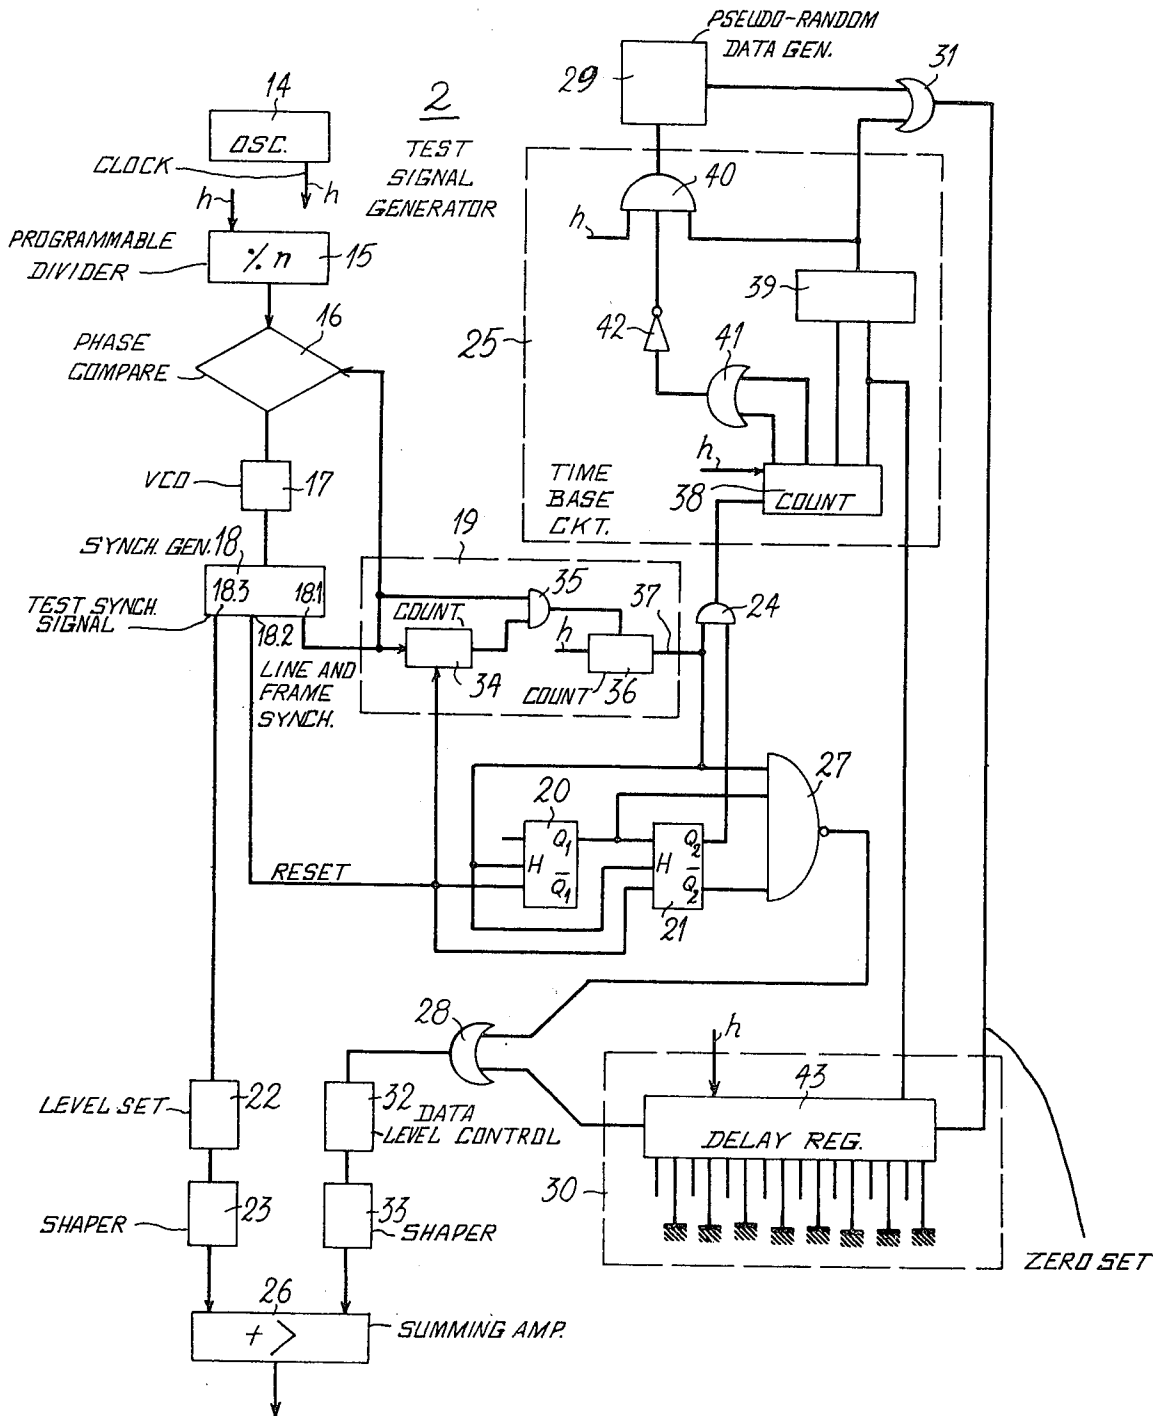 PSEUDO-RANDOM
DATA GEN.
29
31
14
OSC.
2
TEST
SIGNAL
GENERATOR
CLOCK
h
h
40
h
PROGRAMMABLE
DIVIDER
%n
15
39
16
PHASE
COMPARE
25
42
41
h
VCO
17
TIME
BASE
CKT.
38
COUNT
SYNCH. GEN.
18
19
18.3
18.1
TEST SYNCH.
SIGNAL
18.2
COUNT
35
37
24
h
34
36
COUNT
LINE AND
FRAME
SYNCH.
27
20
Q1
H
Q̅1
Q2
H
Q̅2
21
RESET
28
h
43
DELAY REG.
LEVEL SET
22
32
DATA
LEVEL CONTROL
30
SHAPER
23
33
SHAPER
ZERO SET
26
+ >
SUMMING AMP.